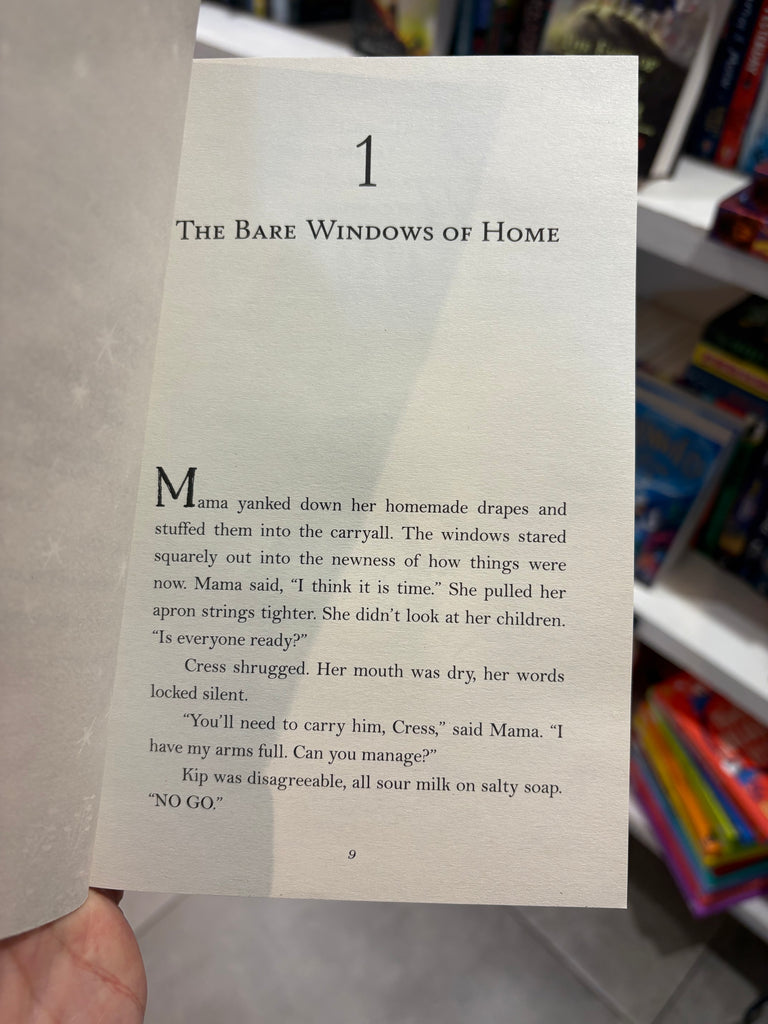 1
The Bare Windows of Home
Mama yanked down her homemade drapes and
stuffed them into the carryall. The windows stared
squarely out into the newness of how things were
now. Mama said, “I think it is time.” She pulled her
apron strings tighter. She didn’t look at her children.
“Is everyone ready?”
Cress shrugged. Her mouth was dry, her words
locked silent.
“You’ll need to carry him, Cress,” said Mama. “I
have my arms full. Can you manage?”
Kip was disagreeable, all sour milk on salty soap.
“NO GO.”
9